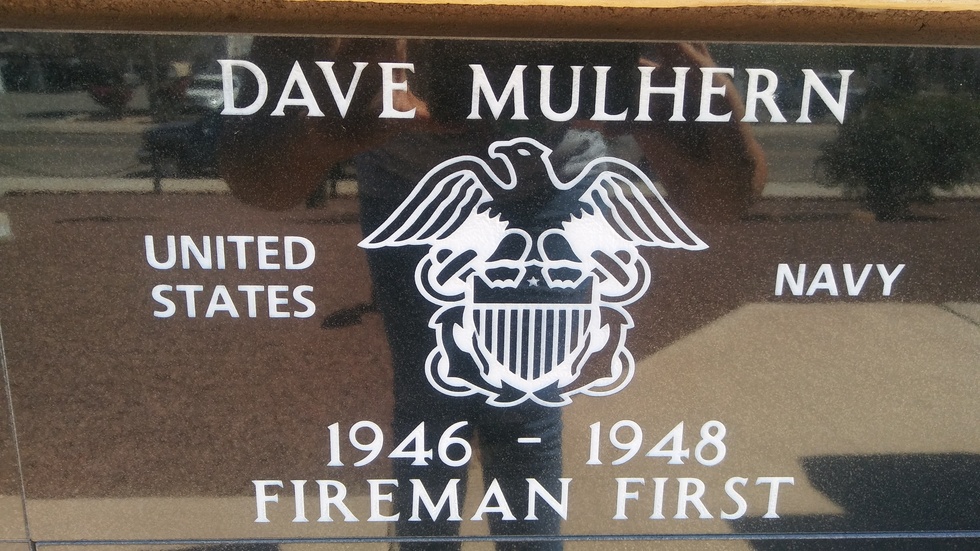 DAVE MULHERN
UNITED
STATES
NAVY
1946 - 1948
FIREMAN FIRST